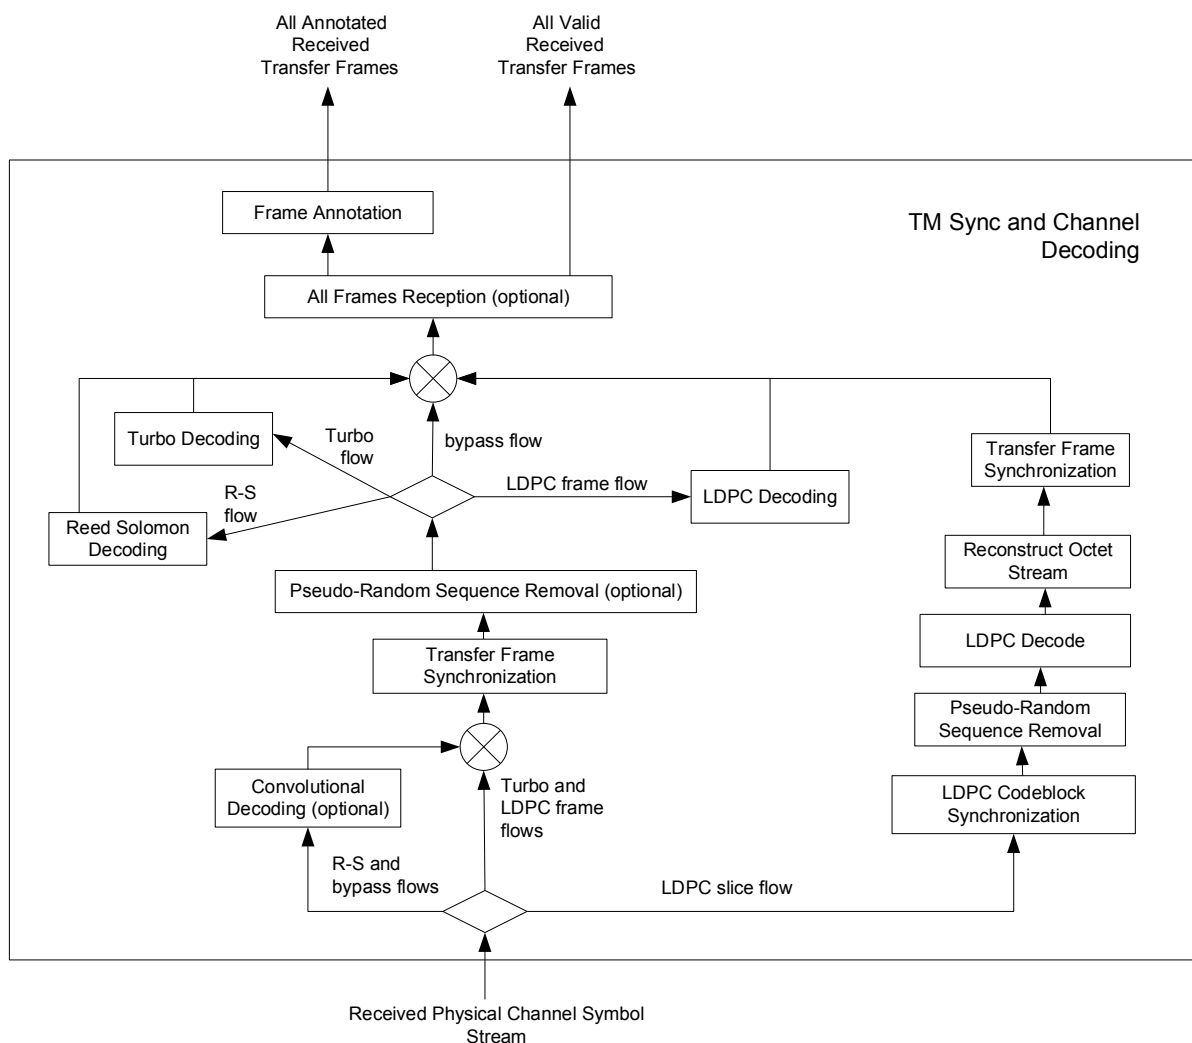 All Annotated
Received
Transfer Frames
All Valid
Received
Transfer Frames
Frame Annotation
TM Sync and Channel
Decoding
All Frames Reception (optional)
Turbo Decoding
Turbo
flow
bypass flow
Transfer Frame
Synchronization
R-S
flow
LDPC frame flow
LDPC Decoding
Reed Solomon
Decoding
Reconstruct Octet
Stream
Pseudo-Random Sequence Removal (optional)
LDPC Decode
Transfer Frame
Synchronization
Pseudo-Random
Sequence Removal
Convolutional
Decoding (optional)
Turbo and
LDPC frame
flows
LDPC Codeblock
Synchronization
R-S and
bypass flows
LDPC slice flow
Received Physical Channel Symbol
Stream